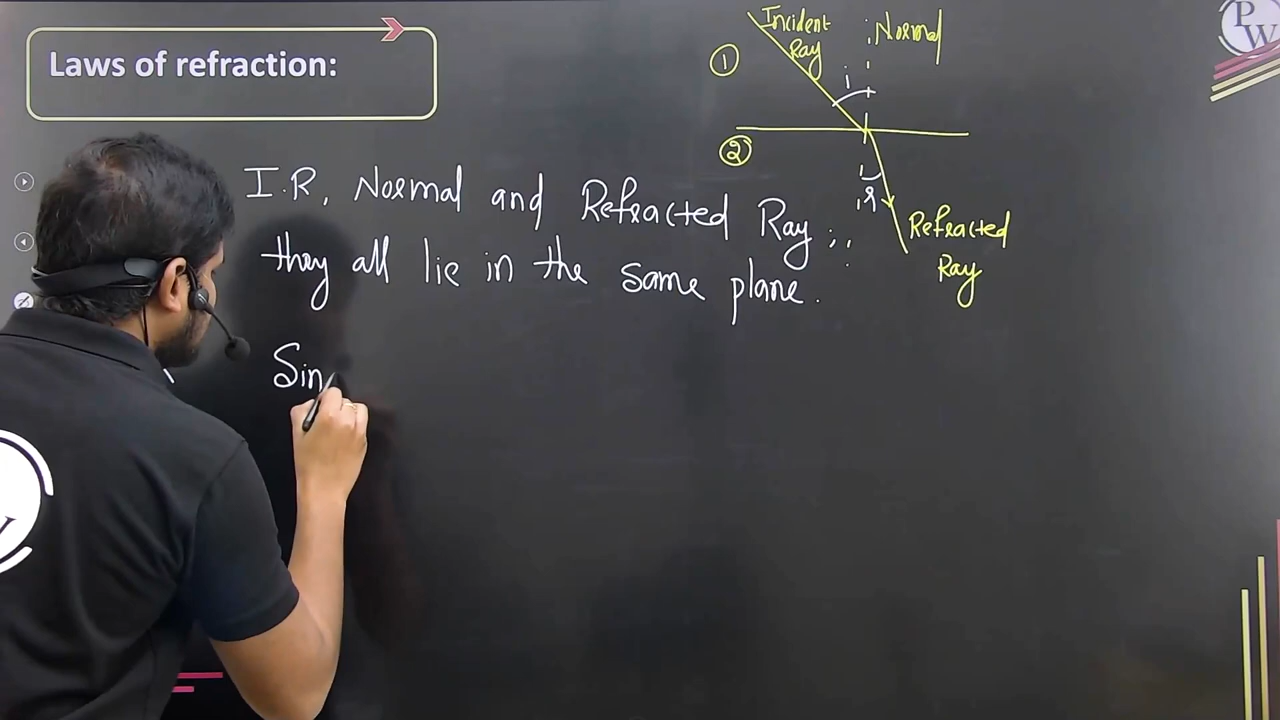 Laws of refraction:
① Incident Ray
Normal
PW
i
②
r
Refracted
Ray
I.R, Normal and Refracted Ray ;,
they all lie in the same plane.
Sin